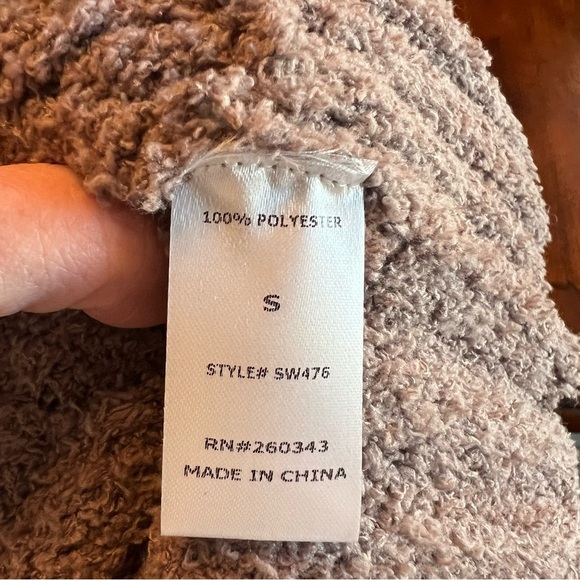 100% POLYESTER
S
STYLE# SW476
RN#260343
MADE IN CHINA